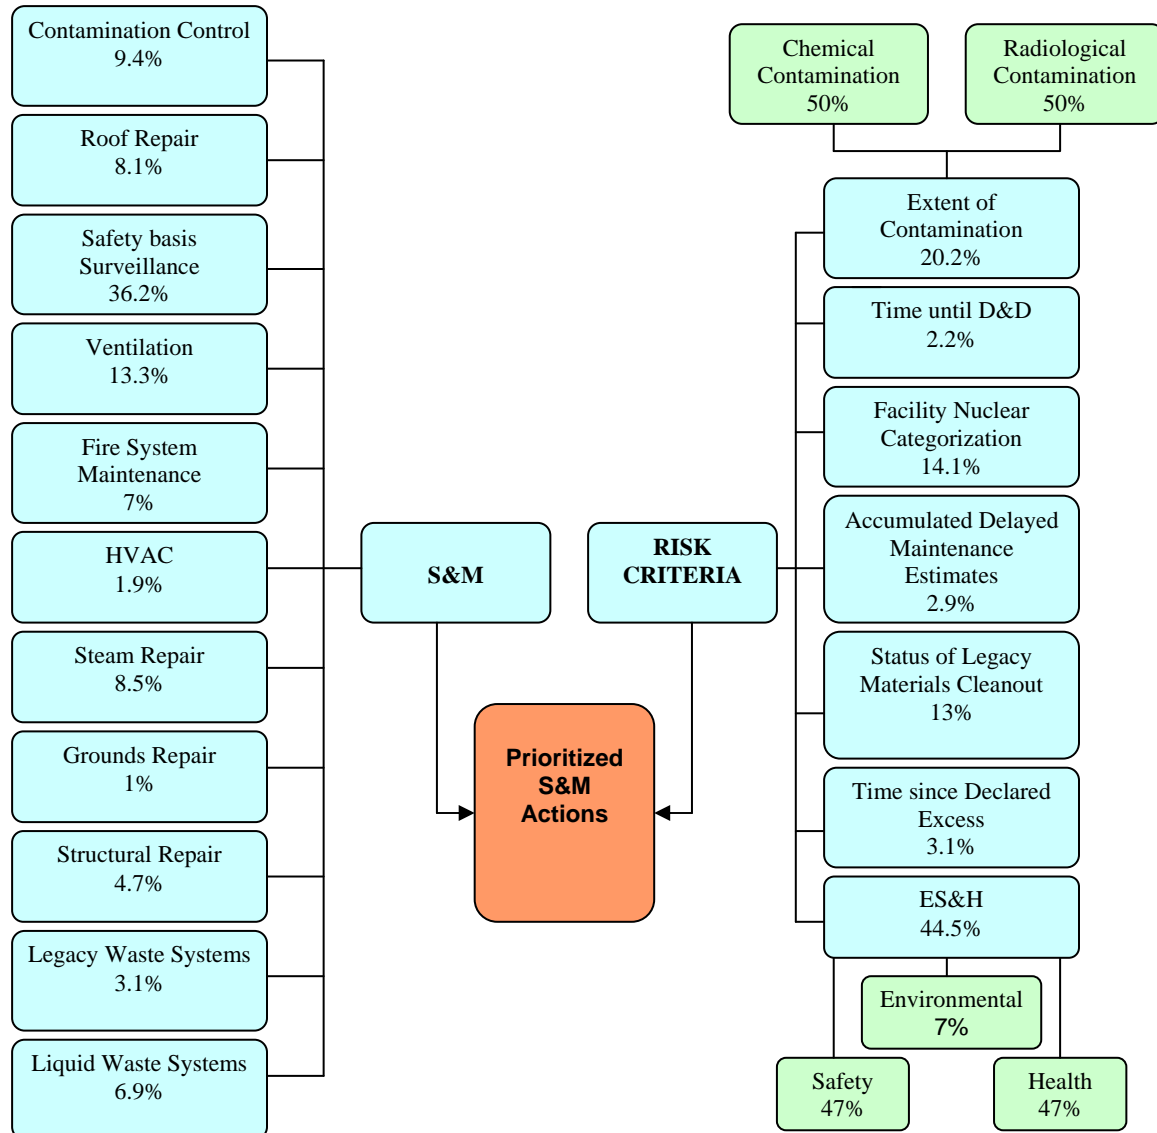 Contamination Control
9.4%
Roof Repair
8.1%
Safety basis
Surveillance
36.2%
Ventilation
13.3%
Fire System
Maintenance
7%
HVAC
1.9%
Steam Repair
8.5%
Grounds Repair
1%
Structural Repair
4.7%
Legacy Waste Systems
3.1%
Liquid Waste Systems
6.9%
S&M
Prioritized
S&M
Actions
RISK
CRITERIA
Chemical
Contamination
50%
Radiological
Contamination
50%
Extent of
Contamination
20.2%
Time until D&D
2.2%
Facility Nuclear
Categorization
14.1%
Accumulated Delayed
Maintenance
Estimates
2.9%
Status of Legacy
Materials Cleanout
13%
Time since Declared
Excess
3.1%
ES&H
44.5%
Environmental
7%
Safety
47%
Health
47%